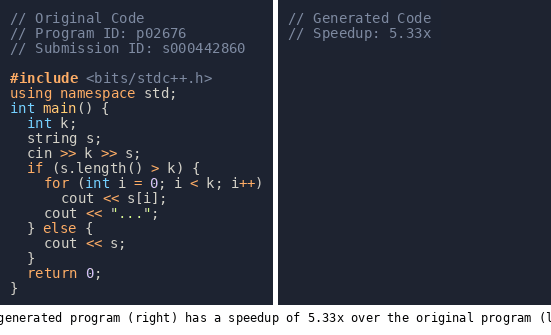 // Original Code
// Program ID: p02676
// Submission ID: s000442860
#include <bits/stdc++.h>
using namespace std;
int main() {
  int k;
  string s;
  cin >> k >> s;
  if (s.length() > k) {
    for (int i = 0; i < k; i++)
      cout << s[i];
    cout << "...";
  } else {
    cout << s;
  }
  return 0;
}
// Generated Code
// Speedup: 5.33x
generated program (right) has a speedup of 5.33x over the original program (l